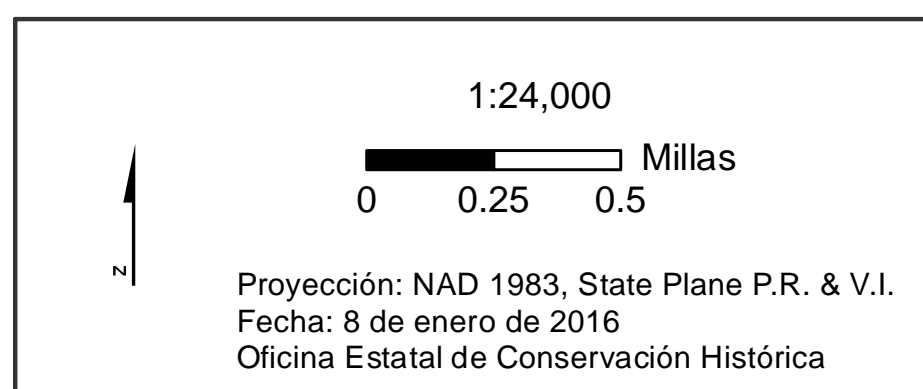 1:24,000
Millas
0 0.25 0.5
N
Proyección: NAD 1983, State Plane P.R. & V.I.
Fecha: 8 de enero de 2016
Oficina Estatal de Conservación Histórica